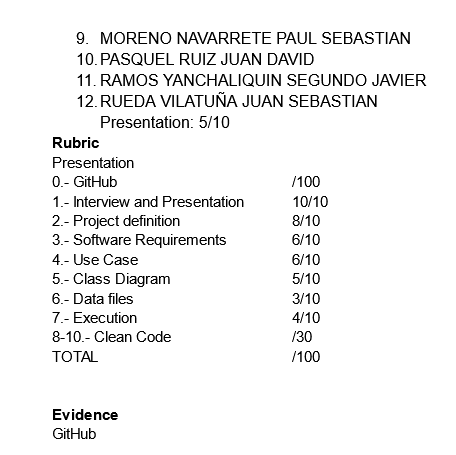 9. MORENO NAVARRETE PAUL SEBASTIAN
10. PASQUEL RUIZ JUAN DAVID
11. RAMOS YANCHALIQUIN SEGUNDO JAVIER
12. RUEDA VILATUÑA JUAN SEBASTIAN
Presentation: 5/10
Rubric
Presentation
0.- GitHub /100
1.- Interview and Presentation 10/10
2.- Project definition 8/10
3.- Software Requirements 6/10
4.- Use Case 6/10
5.- Class Diagram 5/10
6.- Data files 3/10
7.- Execution 4/10
8-10.- Clean Code /30
TOTAL /100
Evidence
GitHub